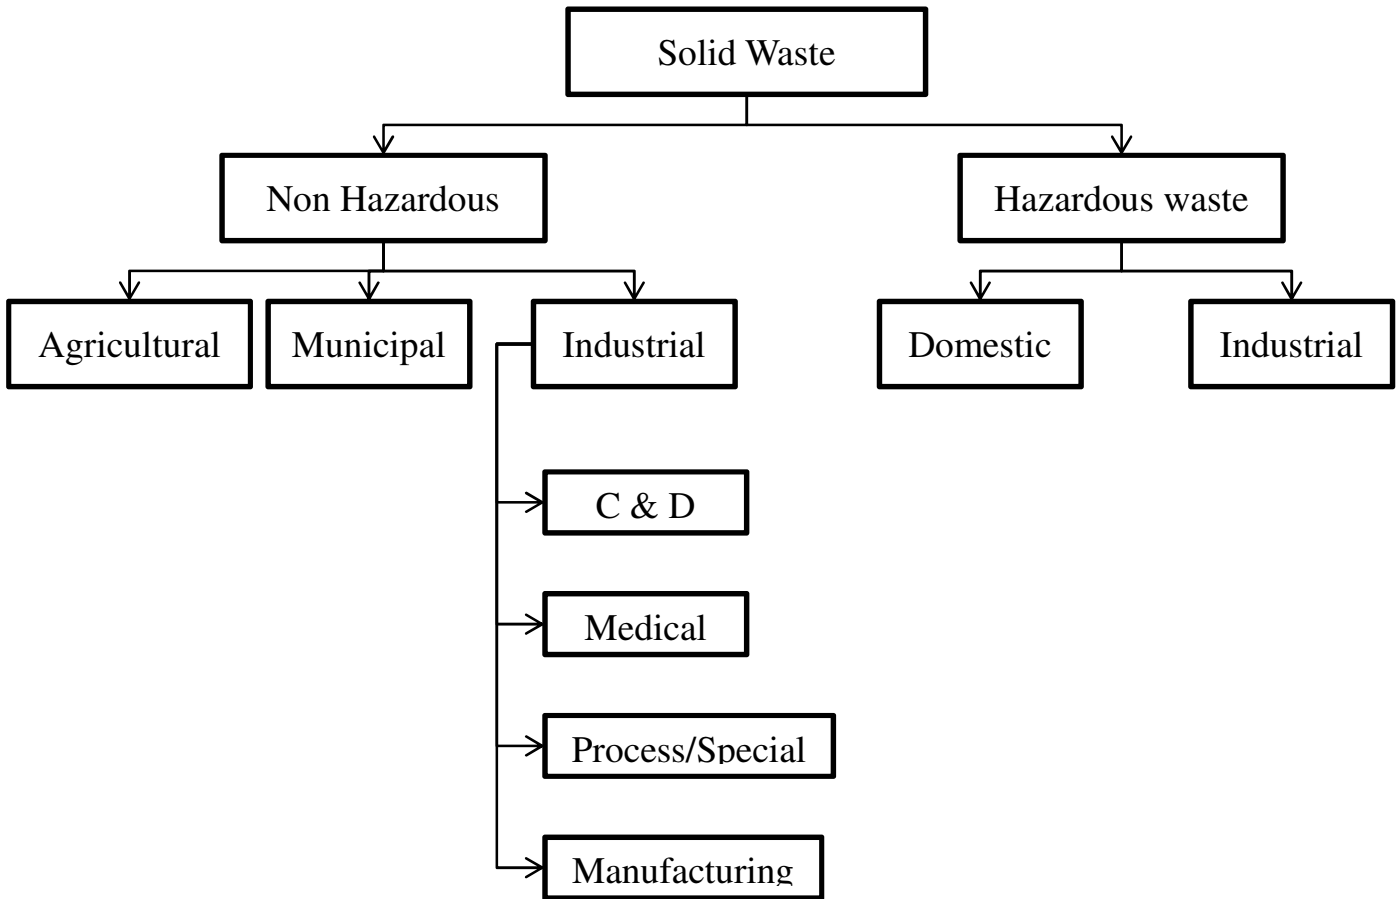 Solid Waste
Non Hazardous
Hazardous waste
Agricultural
Municipal
Industrial
Domestic
Industrial
C & D
Medical
Process/Special
Manufacturing